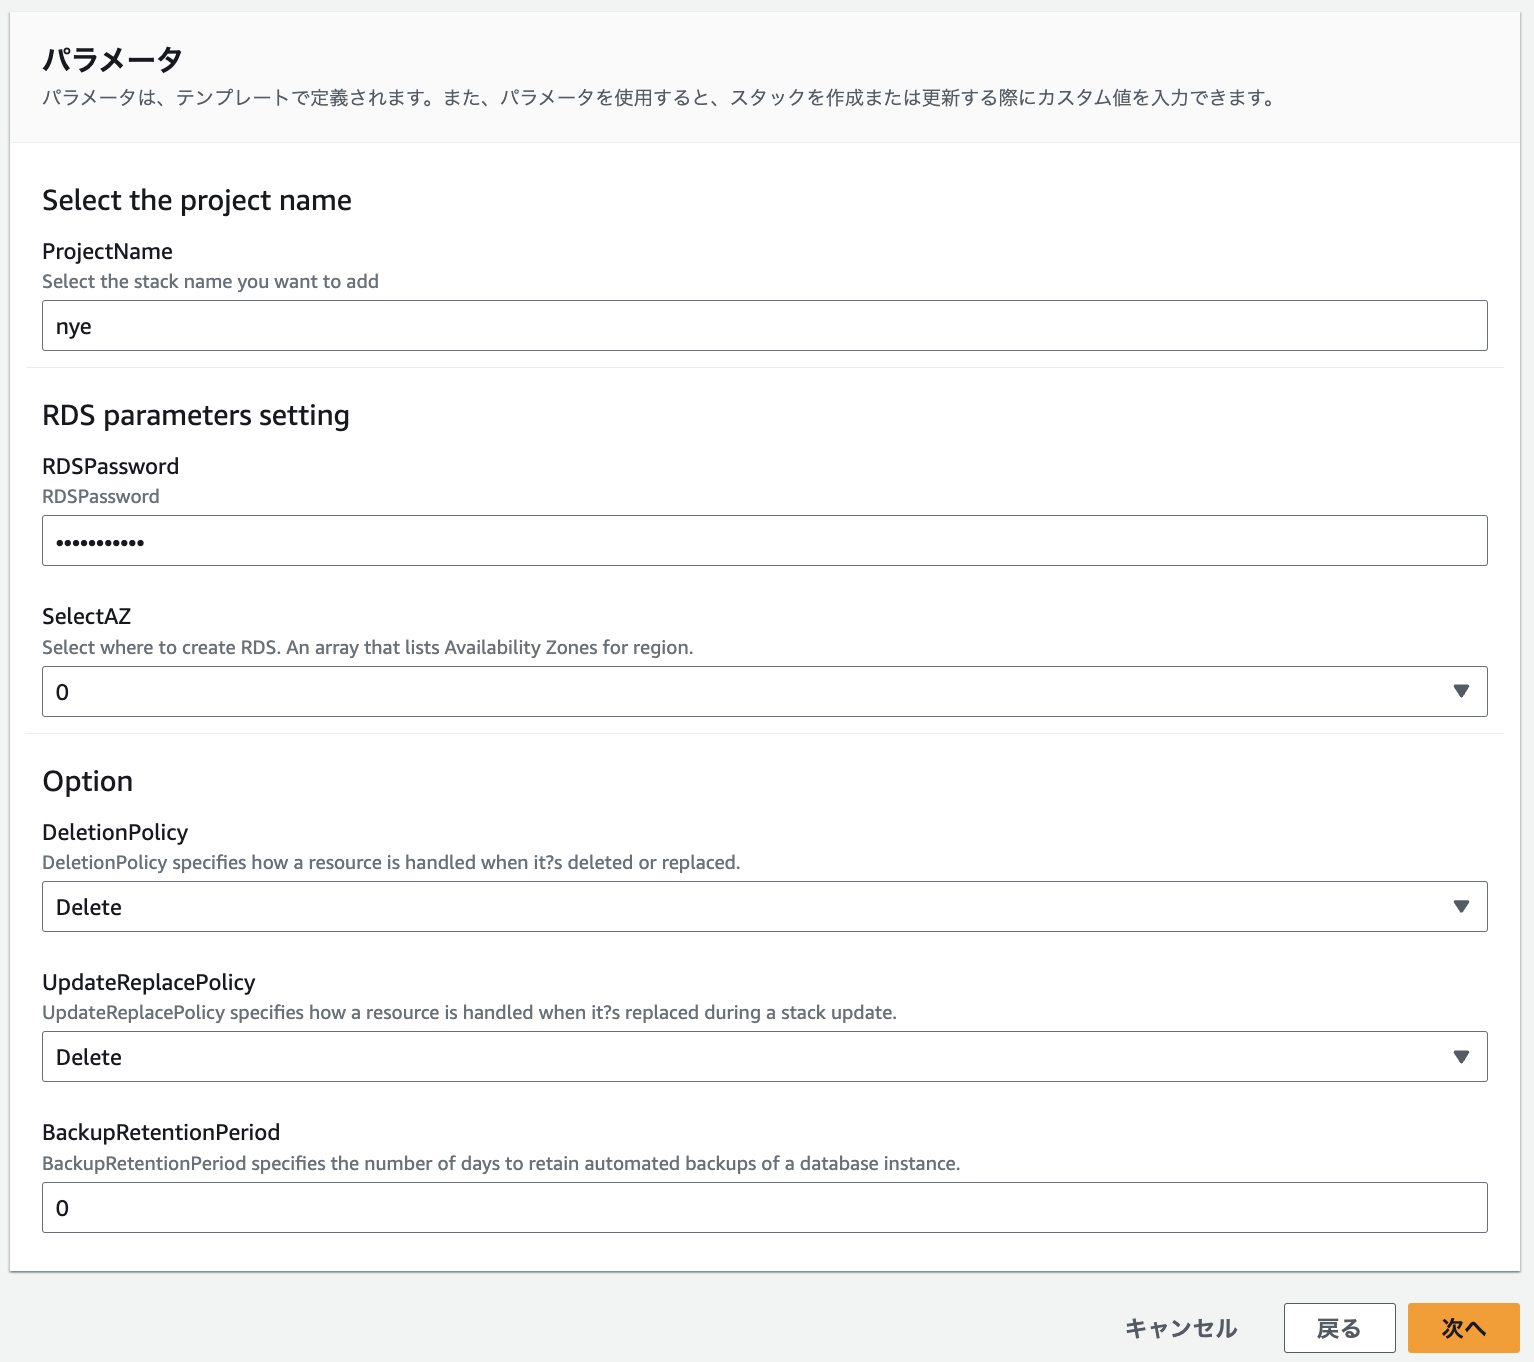 パラメータ
パラメータは、テンプレートで定義されます。また、パラメータを使用すると、スタックを作成または更新する際にカスタム値を入力できます。
Select the project name
ProjectName
Select the stack name you want to add
nye
RDS parameters setting
RDSPassword
RDSPassword
•••••••••••
SelectAZ
Select where to create RDS. An array that lists Availability Zones for region.
0
Option
DeletionPolicy
DeletionPolicy specifies how a resource is handled when it?s deleted or replaced.
Delete
UpdateReplacePolicy
UpdateReplacePolicy specifies how a resource is handled when it?s replaced during a stack update.
Delete
BackupRetentionPeriod
BackupRetentionPeriod specifies the number of days to retain automated backups of a database instance.
0
キャンセル 戻る 次へ